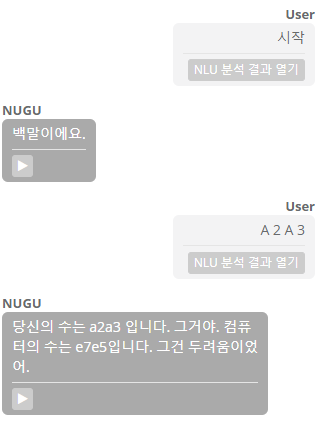 User
시작
NLU 분석 결과 열기
NUGU
백말이에요.
User
A 2 A 3
NLU 분석 결과 열기
NUGU
당신의 수는 a2a3 입니다. 그거야. 컴퓨
터의 수는 e7e5입니다. 그건 두려움이었
어.